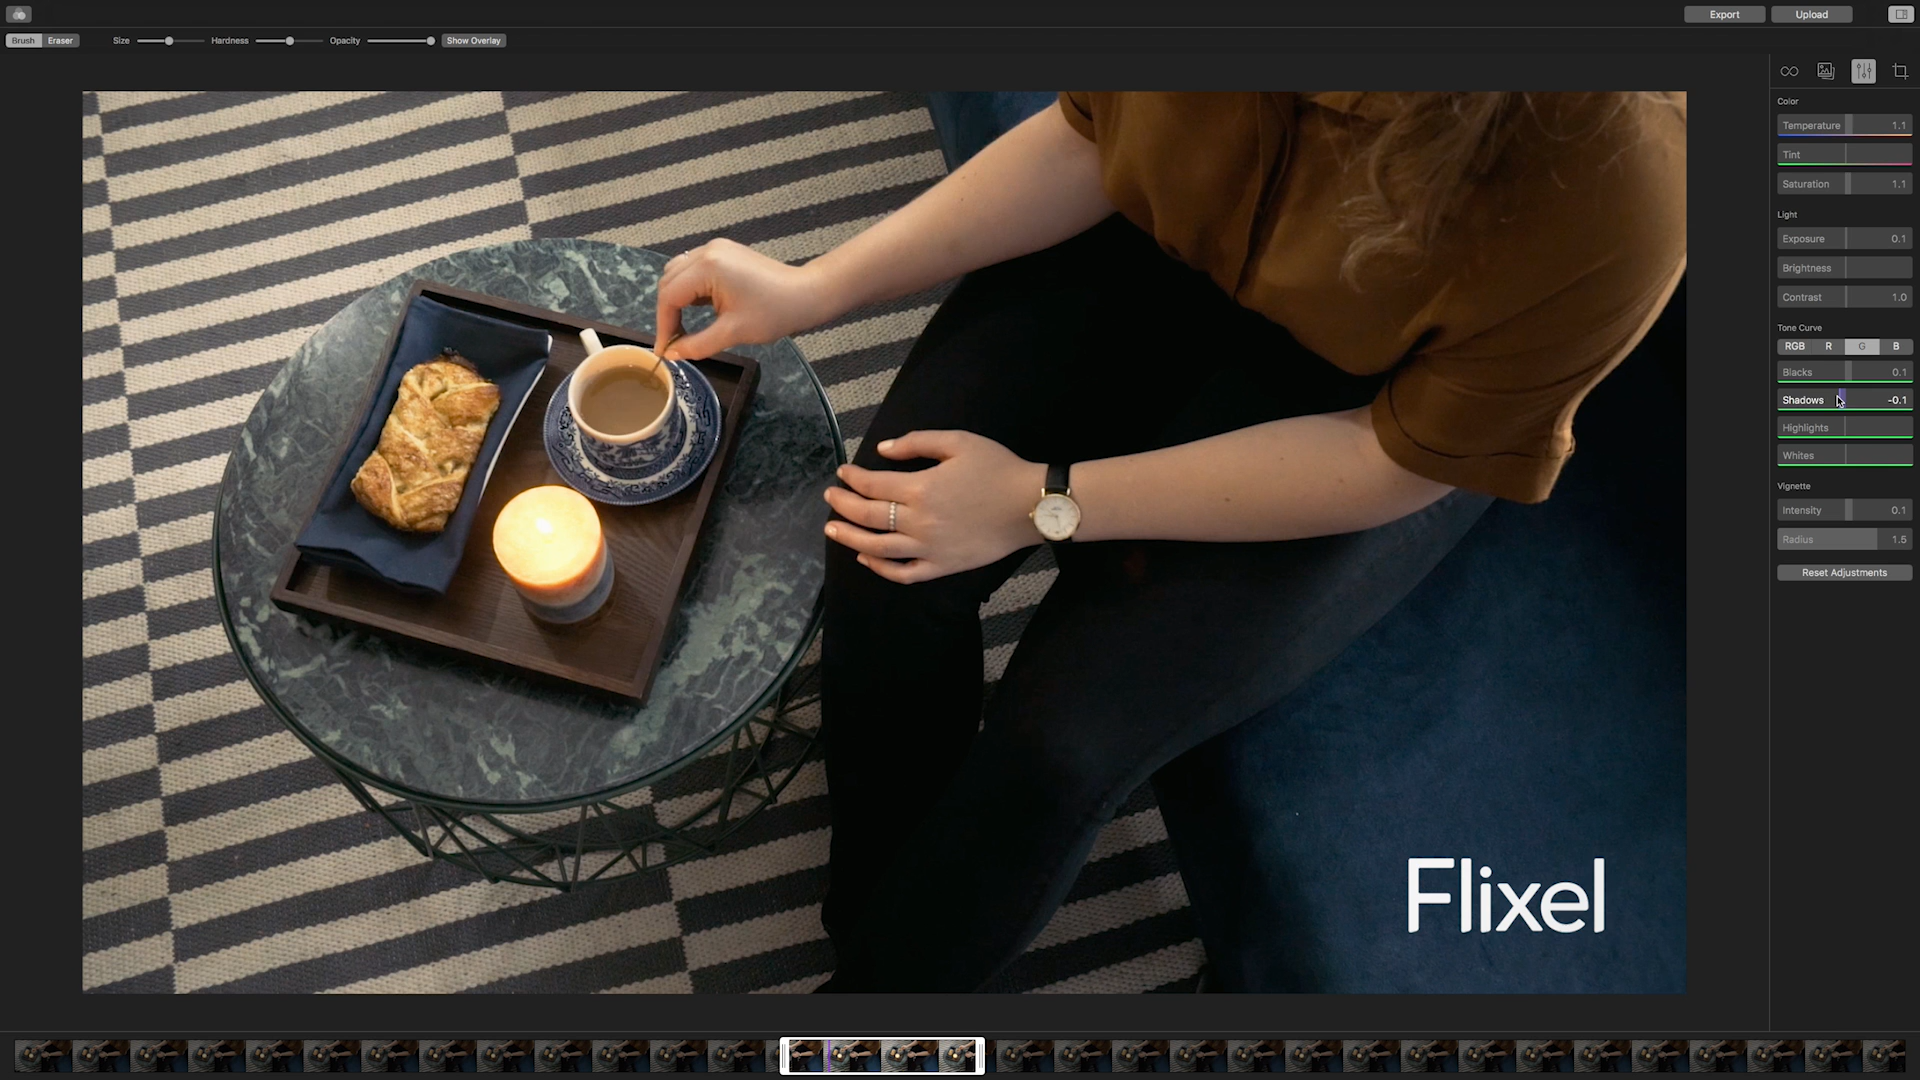 Export Upload
Brush Eraser Size Hardness Opacity Show Overlay
Color
Temperature 1.1
Tint
Saturation 1.1
Light
Exposure 0.1
Brightness
Contrast 1.0
Tone Curve
RGB R G B
Blacks 0.1
Shadows -0.1
Highlights
Whites
Vignette
Intensity 0.1
Radius 1.5
Reset Adjustments
Flixel